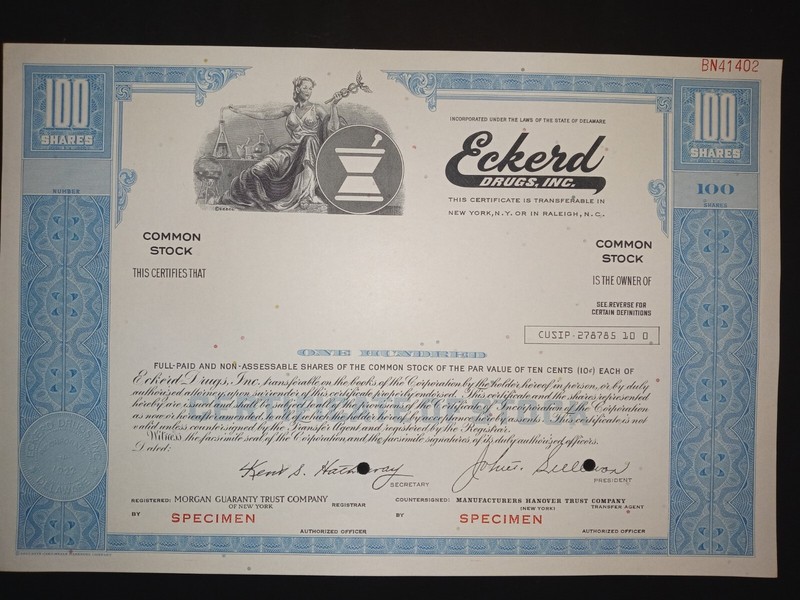 BN41402
100
SHARES
100
SHARES
INCORPORATED UNDER THE LAWS OF THE STATE OF DELAWARE
Eckerd
DRUGS, INC.
THIS CERTIFICATE IS TRANSFERABLE IN
NEW YORK, N.Y. OR IN RALEIGH, N.C.
NUMBER
100
SHARES
COMMON
STOCK
COMMON
STOCK
THIS CERTIFIES THAT
IS THE OWNER OF
SEE REVERSE FOR
CERTAIN DEFINITIONS
CUSIP 278785 10 0
ONE HUNDRED
FULL-PAID AND NON-ASSESSABLE SHARES OF THE COMMON STOCK OF THE PAR VALUE OF TEN CENTS (10¢) EACH OF
Eckerd Drugs, Inc. transferable on the books of the Corporation by the holder hereof in person, or by duly
authorized attorney, upon surrender of this certificate properly endorsed. This certificate and the shares represented
hereby are issued and shall be subject to all of the provisions of the Certificate of Incorporation of the Corporation
as now or hereafter amended, to all of which the holder hereof by acceptance hereby assents. This certificate is not
valid unless countersigned by the Transfer Agent and registered by the Registrar.
Witness the facsimile seal of the Corporation and the facsimile signatures of its duly authorized officers.
Dated:
SECRETARY
PRESIDENT
REGISTERED: MORGAN GUARANTY TRUST COMPANY
OF NEW YORK
REGISTRAR
COUNTERSIGNED: MANUFACTURERS HANOVER TRUST COMPANY
(NEW YORK)
TRANSFER AGENT
BY
SPECIMEN
BY
SPECIMEN
AUTHORIZED OFFICER
AUTHORIZED OFFICER